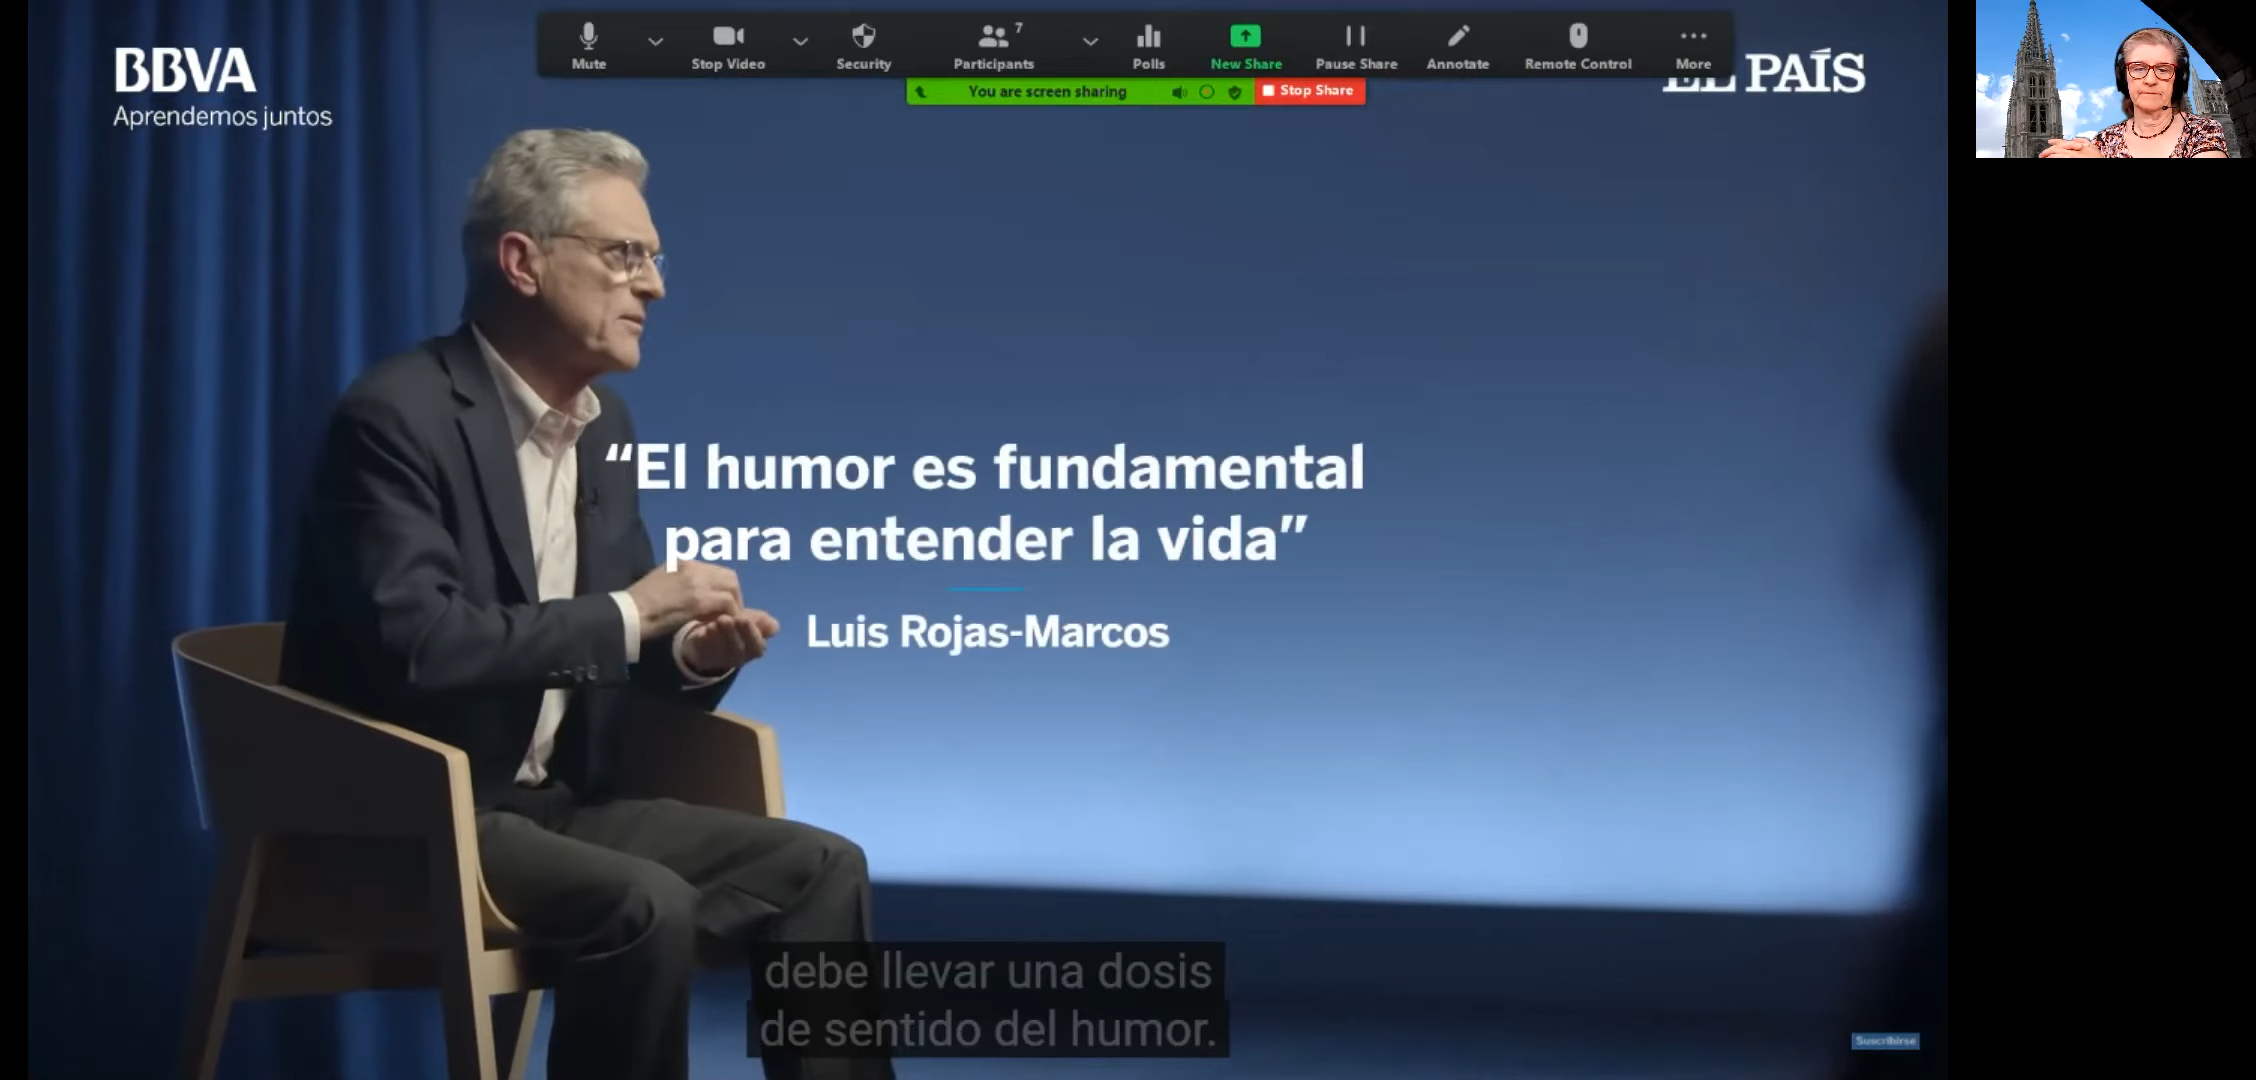 Mute
Stop Video
Security
Participants
7
Polls
New Share
Pause Share
Annotate
Remote Control
More
You are screen sharing
Stop Share
BBVA
Aprendemos juntos
EL PAÍS
“El humor es fundamental
para entender la vida”
Luis Rojas-Marcos
debe llevar una dosis
de sentido del humor.
Suscribirse